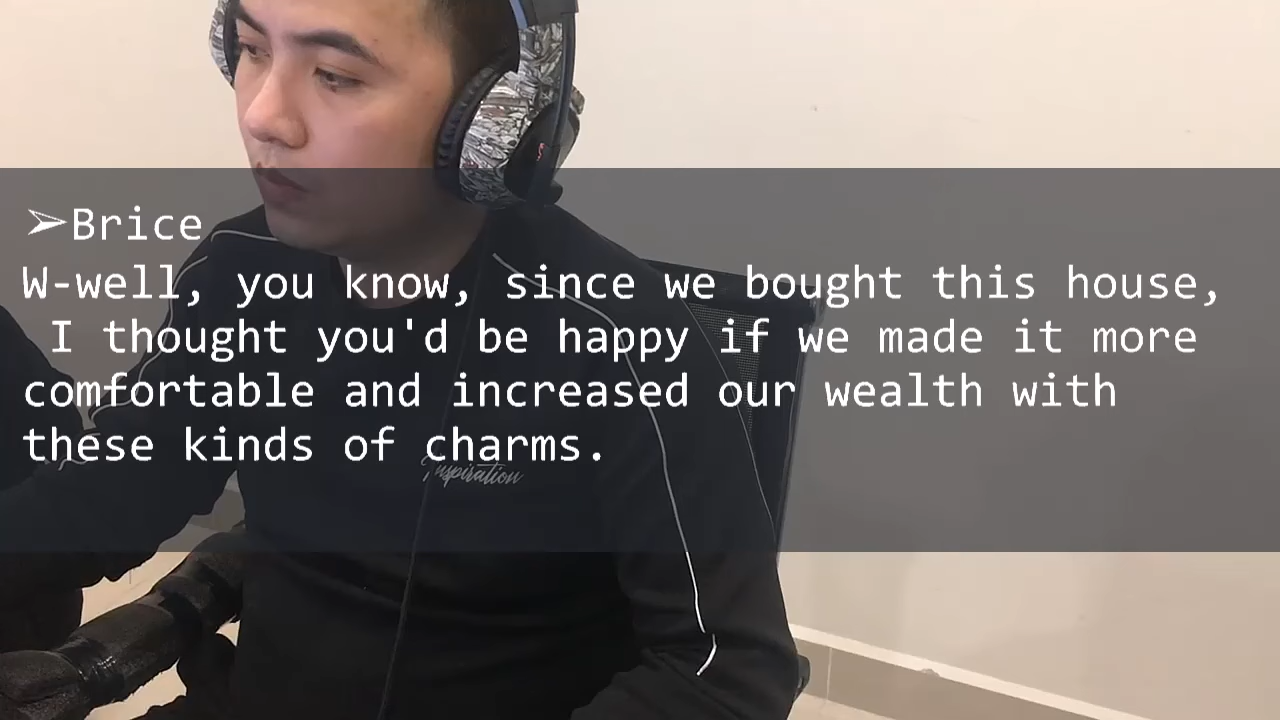 ➢Brice
W-well, you know, since we bought this house,
I thought you'd be happy if we made it more
comfortable and increased our wealth with
these kinds of charms.
Inspiration